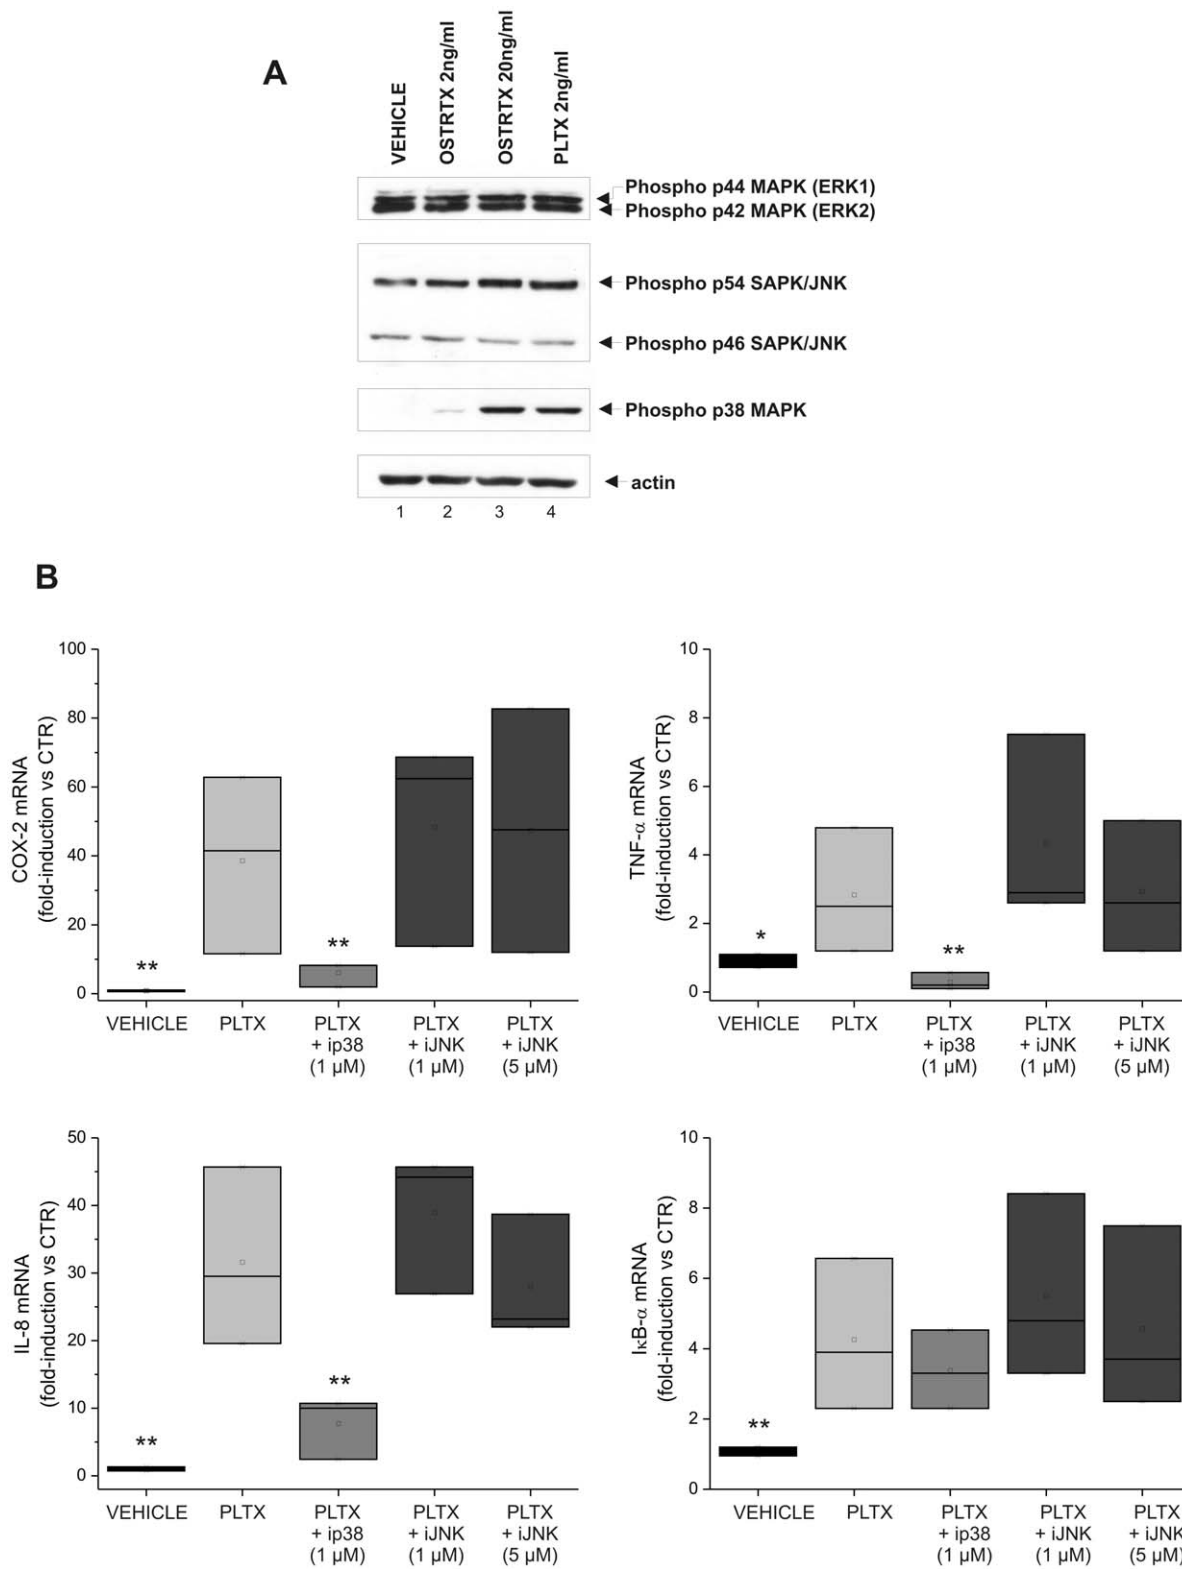 A
VEHICLE
OSTRTX 2ng/ml
OSTRTX 20ng/ml
PLTX 2ng/ml
Phospho p44 MAPK (ERK1)
Phospho p42 MAPK (ERK2)
Phospho p54 SAPK/JNK
Phospho p46 SAPK/JNK
Phospho p38 MAPK
actin
1 2 3 4
B
COX-2 mRNA
(fold-induction vs CTR)
100
80
60
40
20
0
**
**
VEHICLE PLTX PLTX PLTX PLTX
+ ip38 + iJNK + iJNK
(1 µM) (1 µM) (5 µM)
TNF-α mRNA
(fold-induction vs CTR)
10
8
6
4
2
0
*
**
VEHICLE PLTX PLTX PLTX PLTX
+ ip38 + iJNK + iJNK
(1 µM) (1 µM) (5 µM)
IL-8 mRNA
(fold-induction vs CTR)
50
40
30
20
10
0
**
**
VEHICLE PLTX PLTX PLTX PLTX
+ ip38 + iJNK + iJNK
(1 µM) (1 µM) (5 µM)
IκB-α mRNA
(fold-induction vs CTR)
10
8
6
4
2
0
**
VEHICLE PLTX PLTX PLTX PLTX
+ ip38 + iJNK + iJNK
(1 µM) (1 µM) (5 µM)